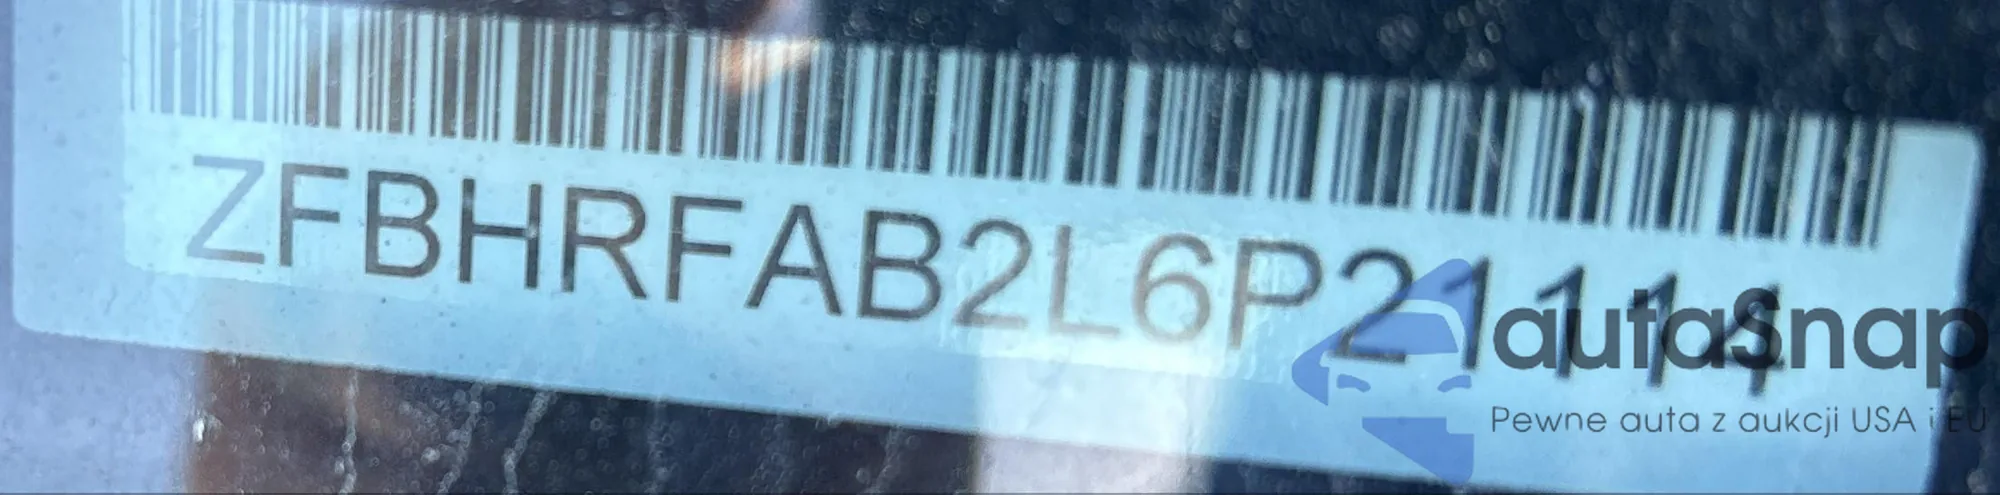 ZFBHRFAB2L6P21114
autaSnap
Pewne auta z aukcji USA i EU